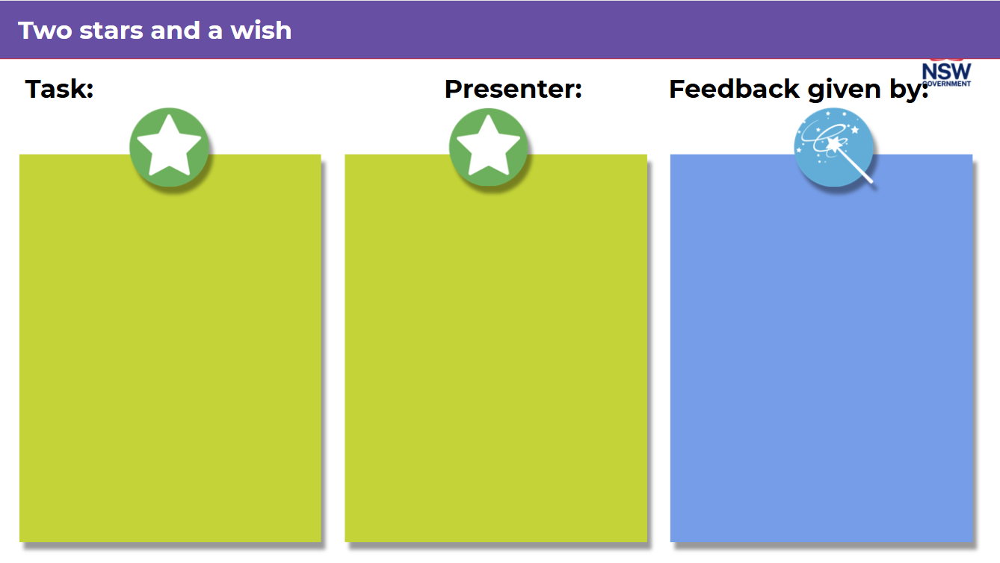 Two stars and a wish
Task:
Presenter:
Feedback given by:
NSW
GOVERNMENT